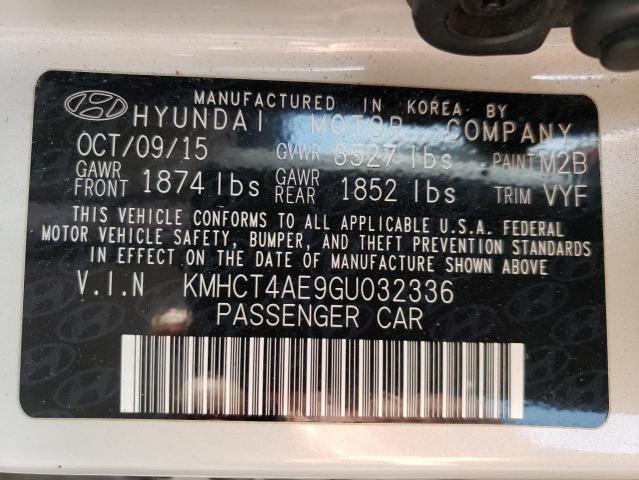 MANUFACTURED IN KOREA BY
HYUNDAI MOTOR COMPANY
OCT/09/15 GVWR 3527 lbs PAINT M2B
GAWR FRONT 1874 lbs GAWR REAR 1852 lbs TRIM VYF
THIS VEHICLE CONFORMS TO ALL APPLICABLE U.S.A. FEDERAL
MOTOR VEHICLE SAFETY, BUMPER, AND THEFT PREVENTION STANDARDS
IN EFFECT ON THE DATE OF MANUFACTURE SHOWN ABOVE
V.I.N KMHCT4AE9GU032336
PASSENGER CAR